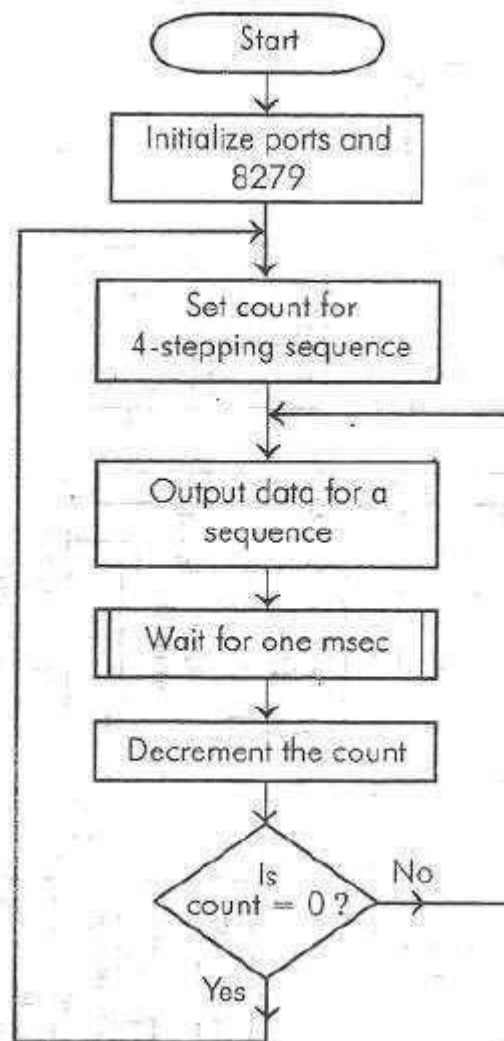 Start
Initialize ports and
8279
Set count for
4-stepping sequence
Output data for a
sequence
Wait for one msec
Decrement the count
Is
count = 0 ?
No
Yes